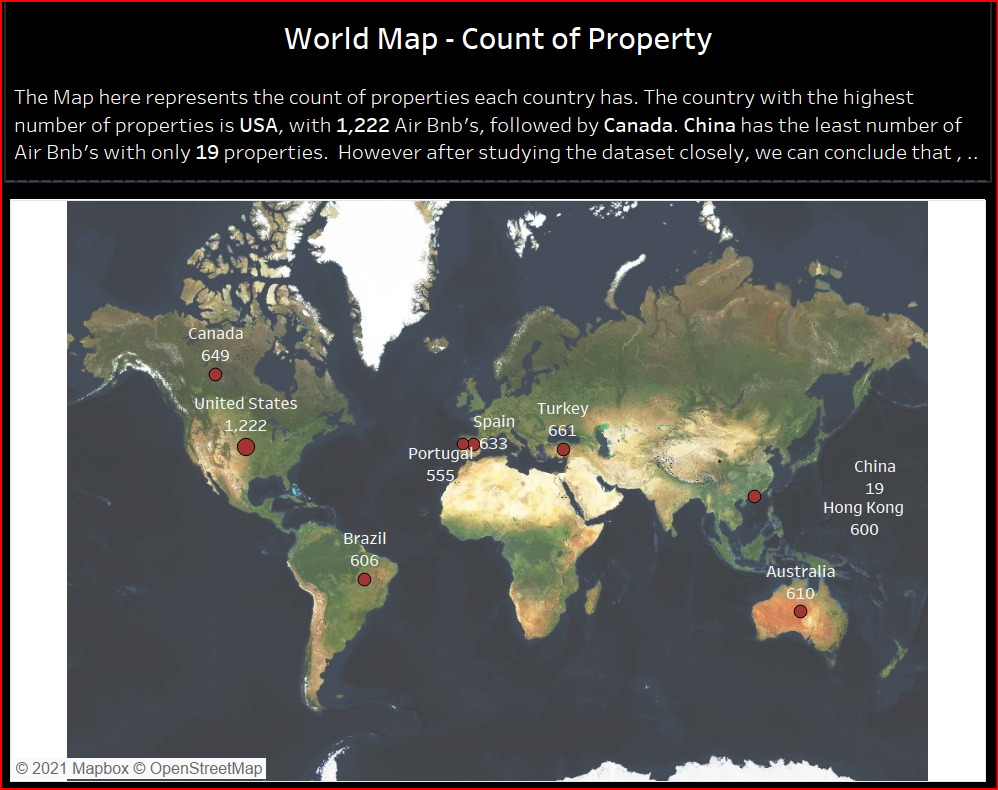 World Map - Count of Property
The Map here represents the count of properties each country has. The country with the highest
number of properties is USA, with 1,222 Air Bnb's, followed by Canada. China has the least number of
Air Bnb's with only 19 properties.  However after studying the dataset closely, we can conclude that , ..
Canada
649
United States
1,222
Spain
633
Turkey
661
Portugal
555
China
19
Hong Kong
600
Brazil
606
Australia
610
© 2021 Mapbox © OpenStreetMap